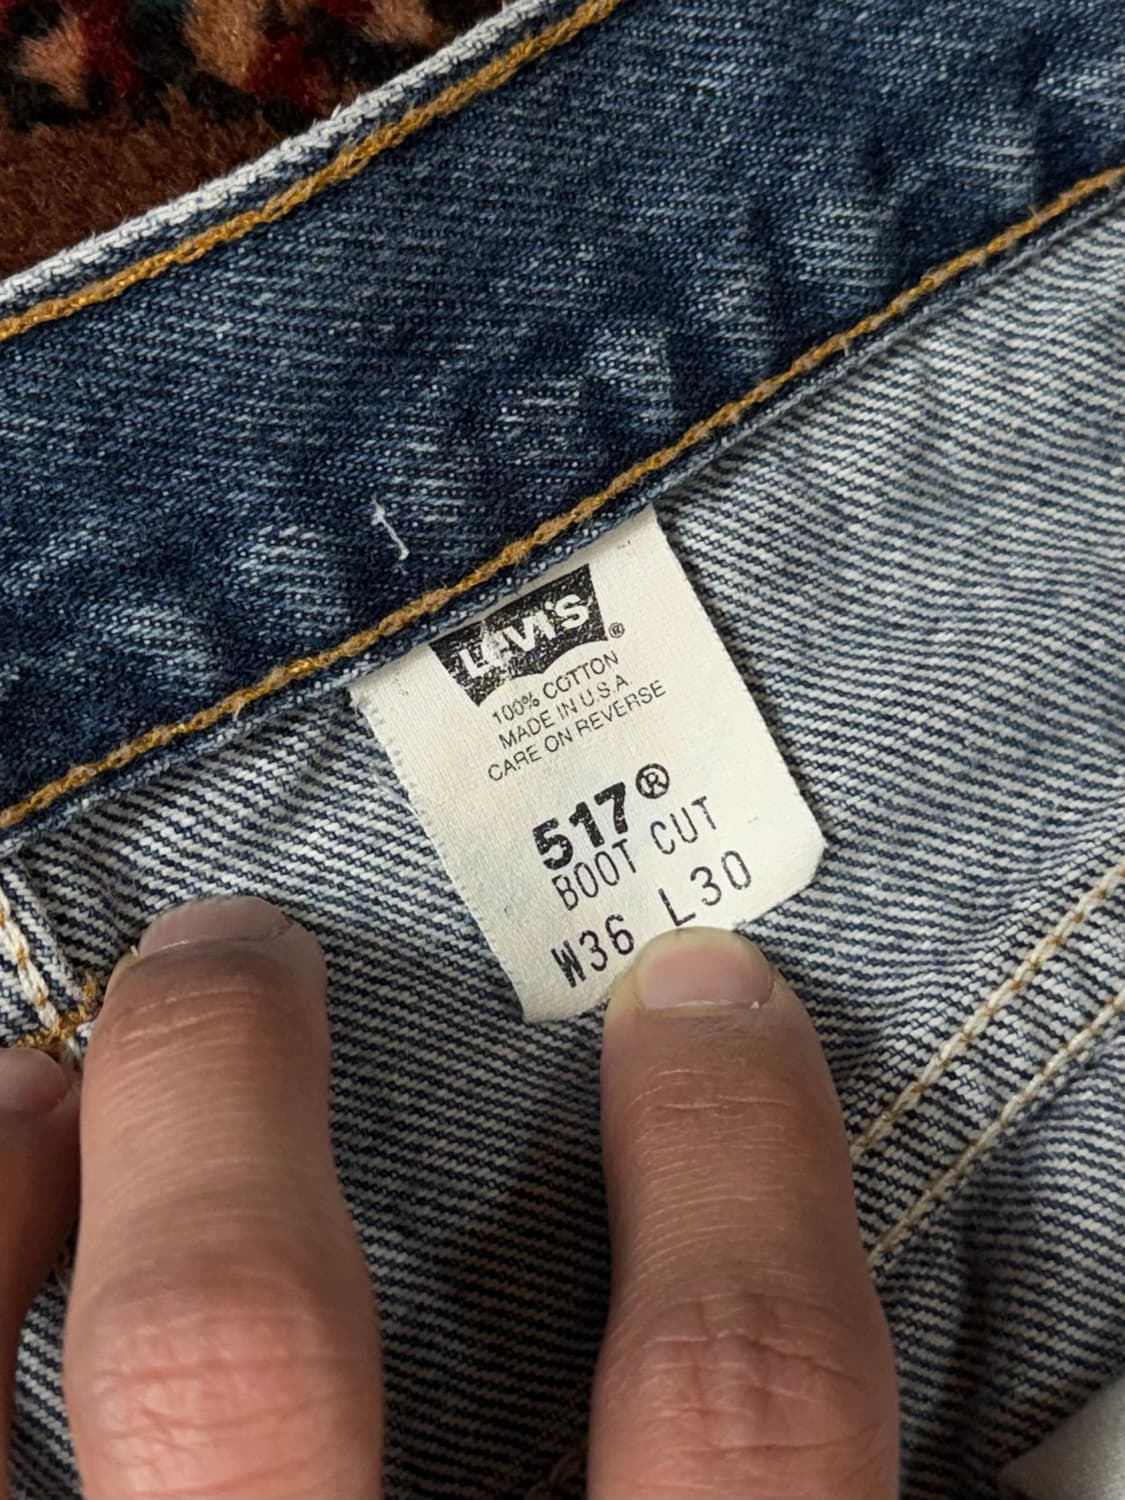 LEVI'S®
100% COTTON
MADE IN U.S.A.
CARE ON REVERSE
517®
BOOT CUT
W36 L30